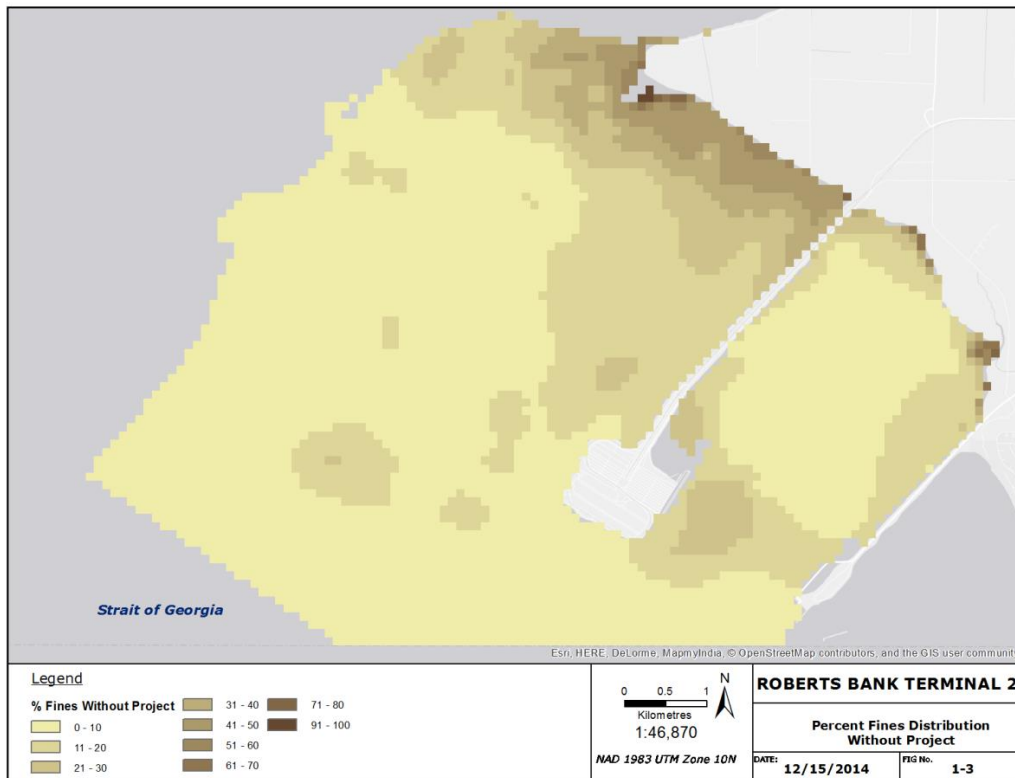 Strait of Georgia
Esri, HERE, DeLorme, MapmyIndia, © OpenStreetMap contributors, and the GIS user community
Legend
% Fines Without Project
0 - 10
11 - 20
21 - 30
31 - 40
41 - 50
51 - 60
61 - 70
71 - 80
91 - 100
0 0.5 1
Kilometres
1:46,870
N
NAD 1983 UTM Zone 10N
ROBERTS BANK TERMINAL 2
Percent Fines Distribution
Without Project
DATE: 12/15/2014
FIG No. 1-3